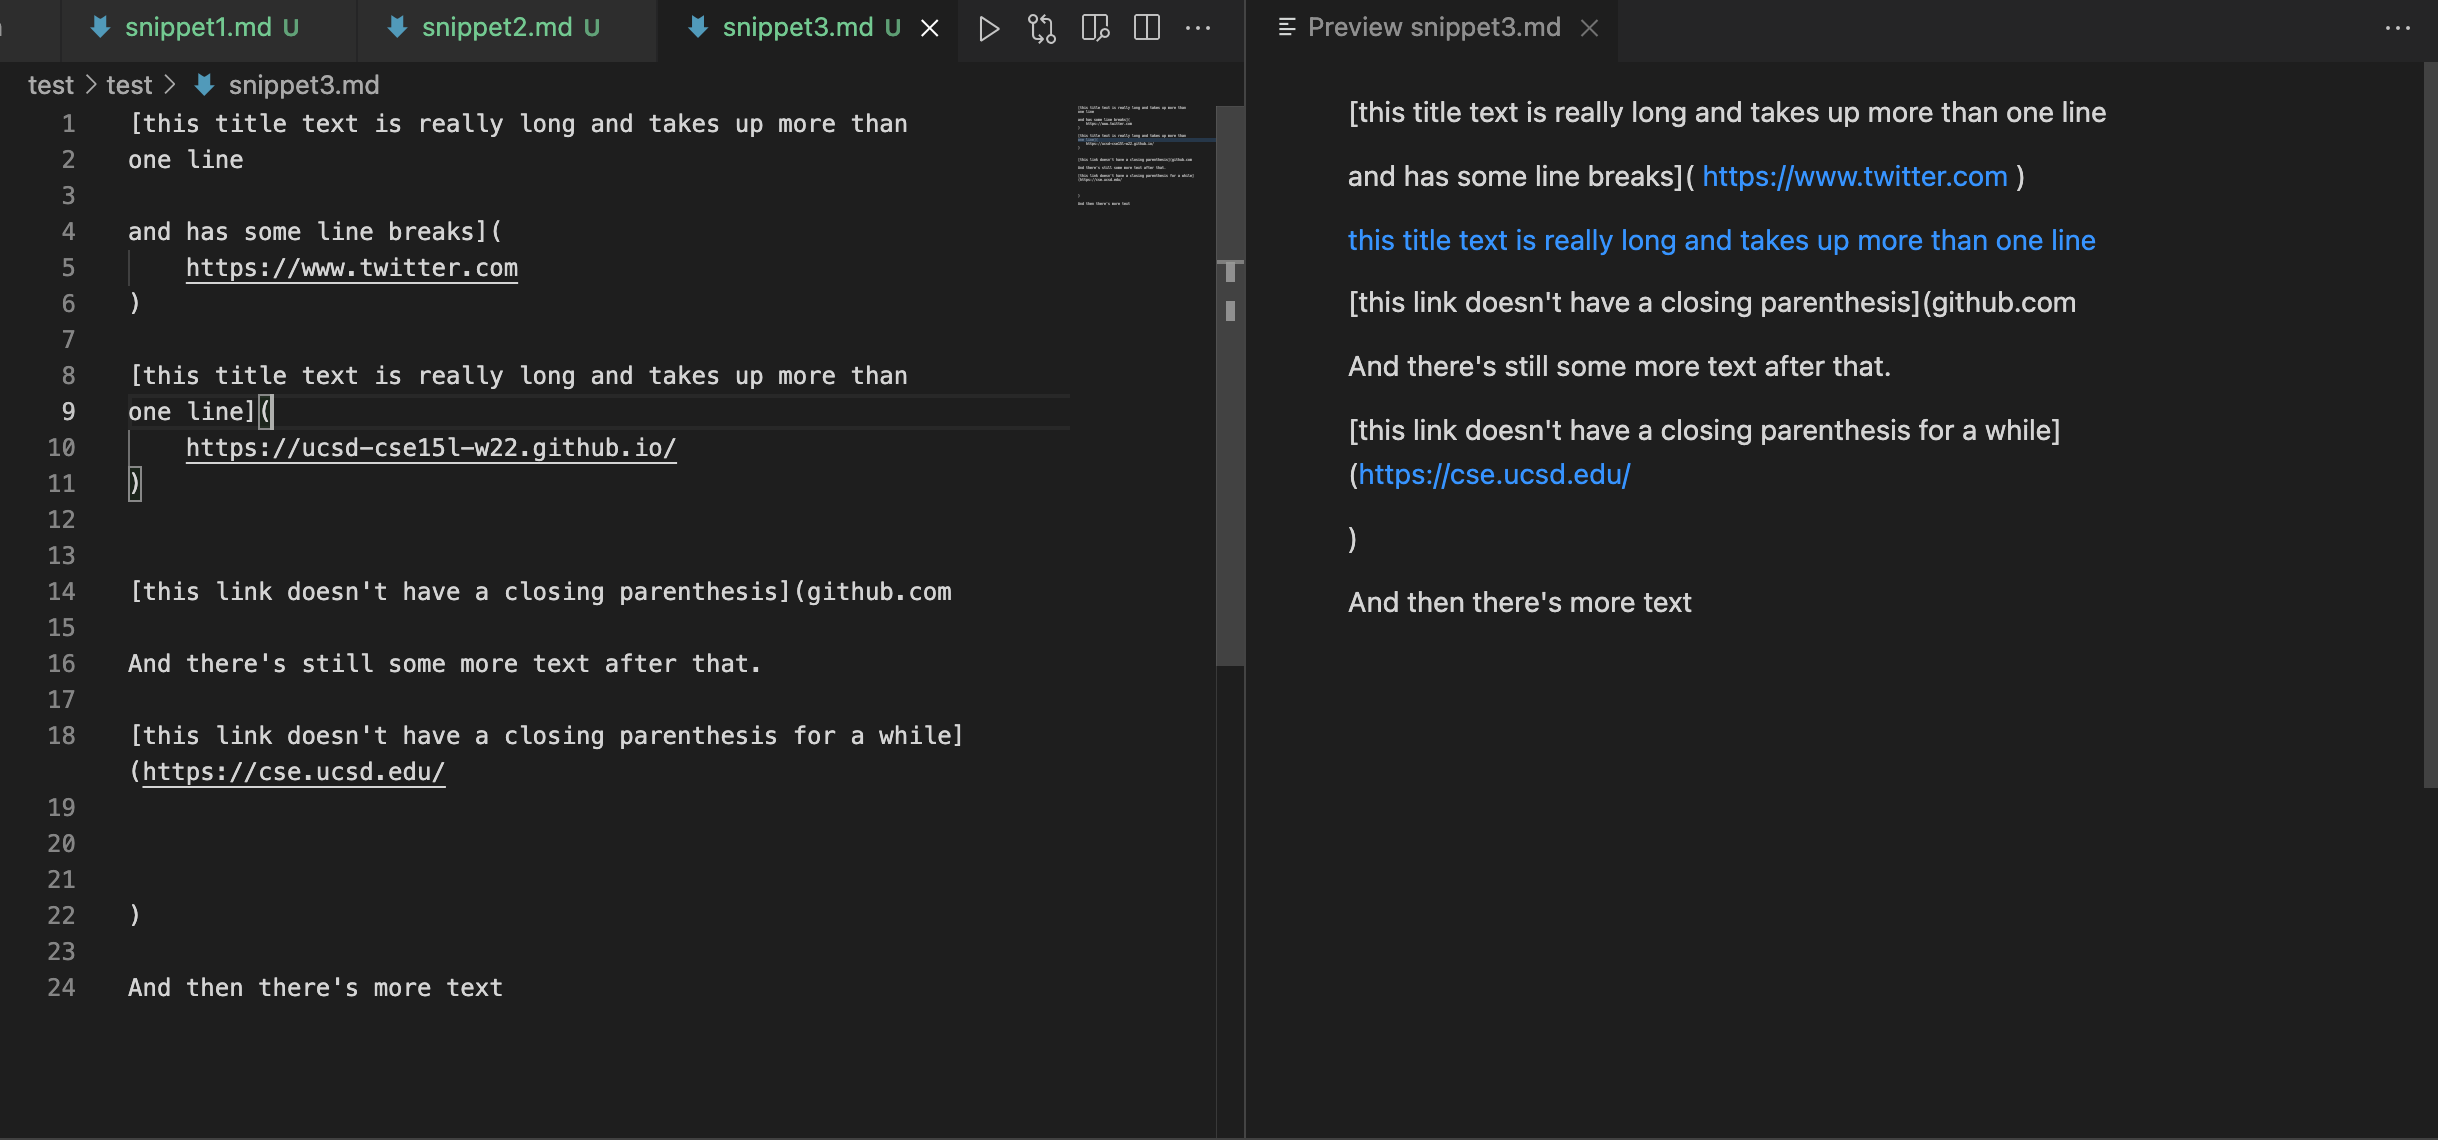 snippet1.md U
snippet2.md U
snippet3.md U
Preview snippet3.md
test > test > snippet3.md
1 [this title text is really long and takes up more than
2 one line
3
4 and has some line breaks](
5 https://www.twitter.com
6 )
7
8 [this title text is really long and takes up more than
9 one line](
10 https://ucsd-cse15l-w22.github.io/
11 )
12
13
14 [this link doesn't have a closing parenthesis](github.com
15
16 And there's still some more text after that.
17
18 [this link doesn't have a closing parenthesis for a while]
(https://cse.ucsd.edu/
19
20
21
22 )
23
24 And then there's more text
[this title text is really long and takes up more than one line
and has some line breaks]( https://www.twitter.com )
this title text is really long and takes up more than one line
[this link doesn't have a closing parenthesis](github.com
And there's still some more text after that.
[this link doesn't have a closing parenthesis for a while]
(https://cse.ucsd.edu/
)
And then there's more text